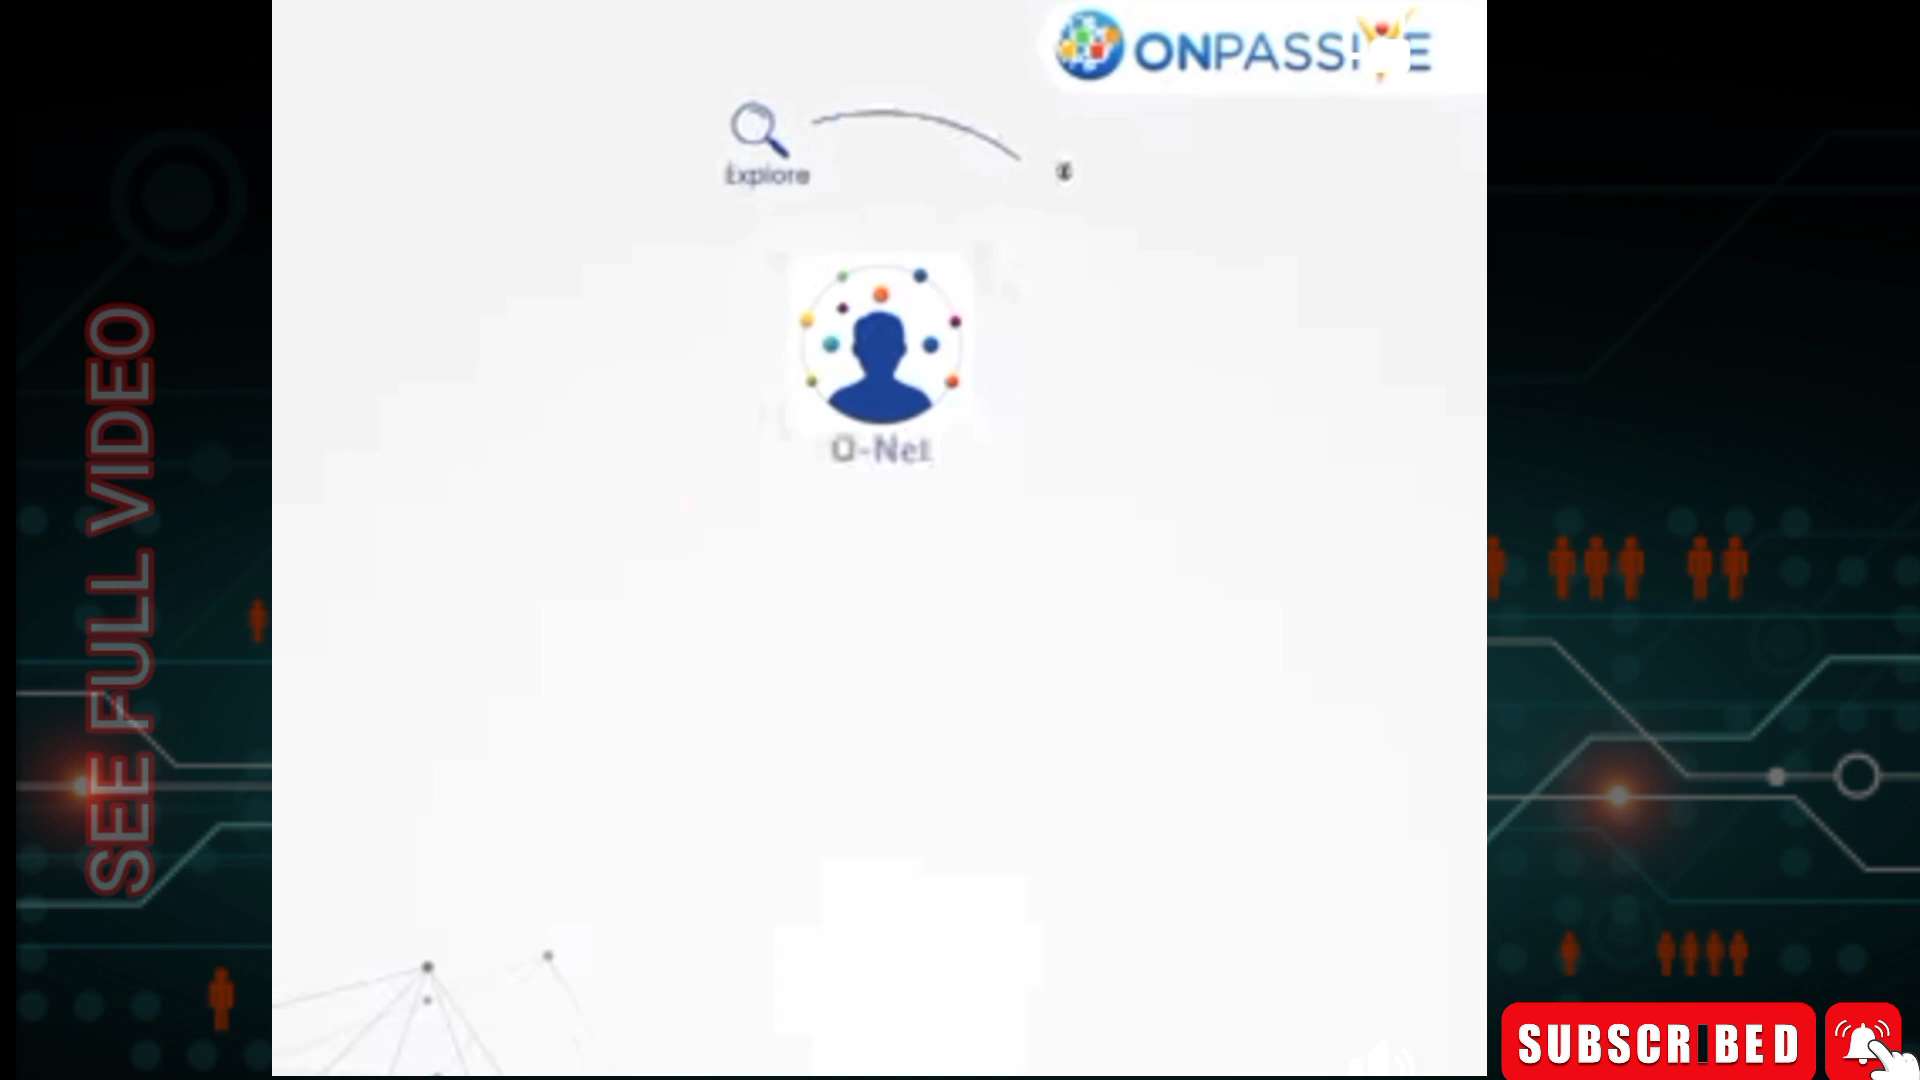 ONPASSIVE
Explore
O-Net
SEE FULL VIDEO
SUBSCRIBED